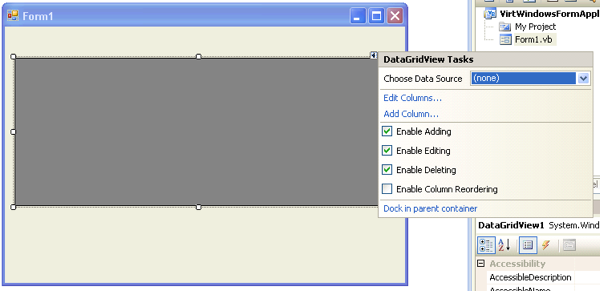 Form1
VirtWindowsFormAppl
My Project
Form1.vb
DataGridView Tasks
Choose Data Source (none)
Edit Columns...
Add Column...
Enable Adding
Enable Editing
Enable Deleting
Enable Column Reordering
Dock in parent container
el
DataGridView1 System.Wind
Accessibility
AccessibleDescription
AccessibleName